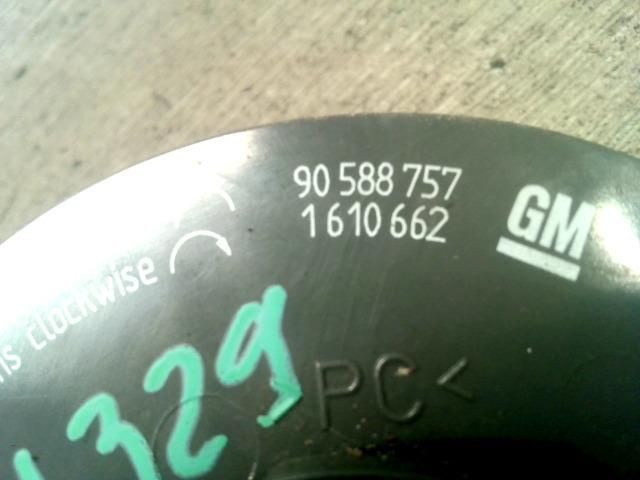 90 588 757
1 610 662
GM
clockwise
329
PC<